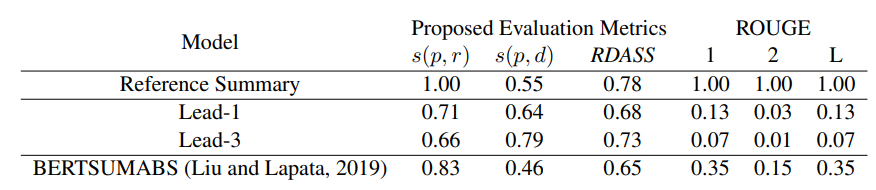 Model Proposed Evaluation Metrics ROUGE
s(p, r) s(p, d) RDASS 1 2 L
Reference Summary 1.00 0.55 0.78 1.00 1.00 1.00
Lead-1 0.71 0.64 0.68 0.13 0.03 0.13
Lead-3 0.66 0.79 0.73 0.07 0.01 0.07
BERTSUMABS (Liu and Lapata, 2019) 0.83 0.46 0.65 0.35 0.15 0.35